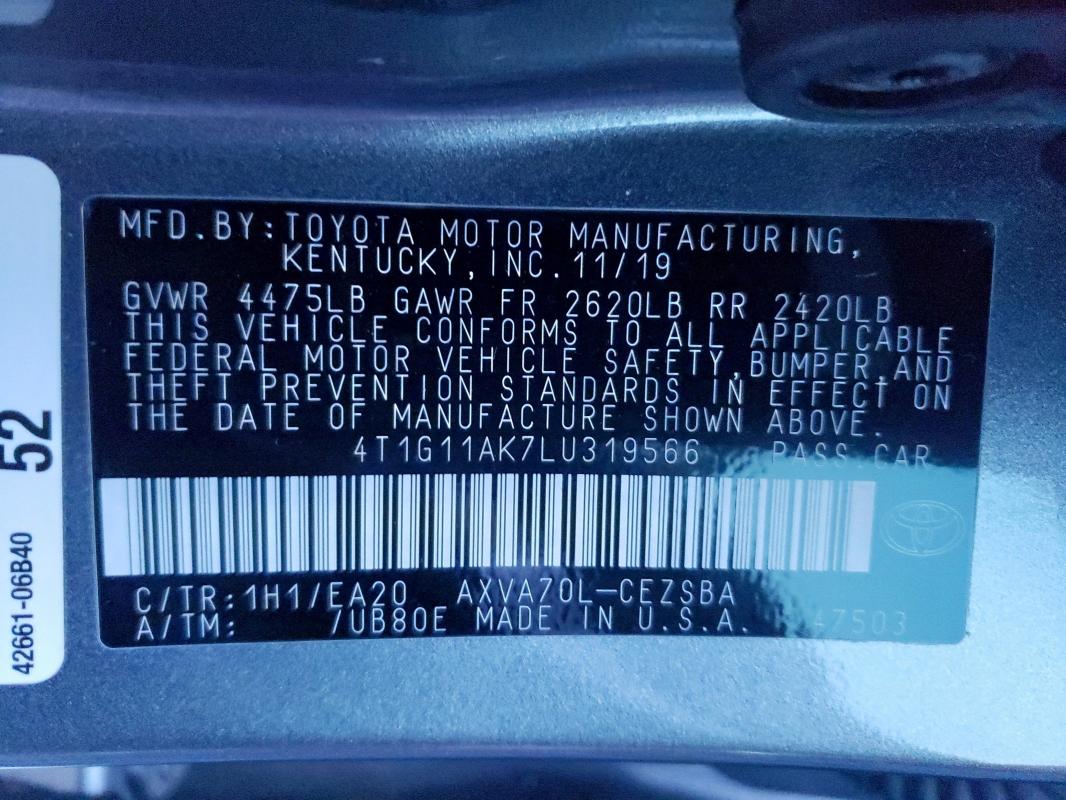 MFD.BY:TOYOTA MOTOR MANUFACTURING,
KENTUCKY,INC.11/19
GVWR 4475LB GAWR FR 2620LB RR 2420LB
THIS VEHICLE CONFORMS TO ALL APPLICABLE
FEDERAL MOTOR VEHICLE SAFETY,BUMPER,AND
THEFT PREVENTION STANDARDS IN EFFECT ON
THE DATE OF MANUFACTURE SHOWN ABOVE.
4T1G11AK7LU319566 PASS.CAR
C/TR:1H1/EA20 AXVA70L-CEZSBA
A/TM: /UB80E MADE IN U.S.A.
52
42661-06B40